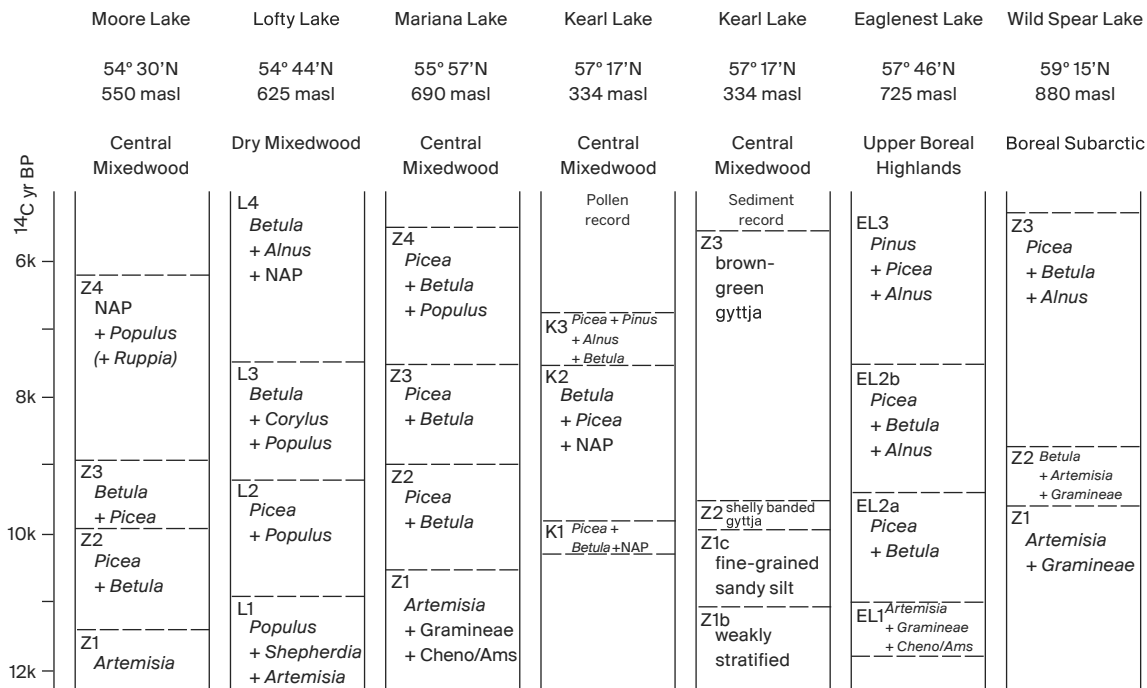 Moore Lake
54° 30’N
550 masl
Central
Mixedwood
Lofty Lake
54° 44’N
625 masl
Dry Mixedwood
Mariana Lake
55° 57’N
690 masl
Central
Mixedwood
Kearl Lake
57° 17’N
334 masl
Central
Mixedwood
Kearl Lake
57° 17’N
334 masl
Central
Mixedwood
Eaglenest Lake
57° 46’N
725 masl
Upper Boreal
Highlands
Wild Spear Lake
59° 15’N
880 masl
Boreal Subarctic
14C yr BP
6k
8k
10k
12k
Z4
NAP
+ Populus
(+ Ruppia)
Z3
Betula
+ Picea
Z2
Picea
+ Betula
Z1
Artemisia
L4
Betula
+ Alnus
+ NAP
L3
Betula
+ Corylus
+ Populus
L2
Picea
+ Populus
L1
Populus
+ Shepherdia
+ Artemisia
Z4
Picea
+ Betula
+ Populus
Z3
Picea
+ Betula
Z2
Picea
+ Betula
Z1
Artemisia
+ Gramineae
+ Cheno/Ams
Pollen
record
K3 Picea + Pinus
+ Alnus
+ Betula
K2
Betula
+ Picea
+ NAP
K1 Picea +
Betula +NAP
Sediment
record
Z3
brown-
green
gyttja
Z2 shelly banded
gyttja
Z1c
fine-grained
sandy silt
Z1b
weakly
stratified
EL3
Pinus
+ Picea
+ Alnus
EL2b
Picea
+ Betula
+ Alnus
EL2a
Picea
+ Betula
EL1 Artemisia
+ Gramineae
+ Cheno/Ams
Z3
Picea
+ Betula
+ Alnus
Z2 Betula
+ Artemisia
+ Gramineae
Z1
Artemisia
+ Gramineae